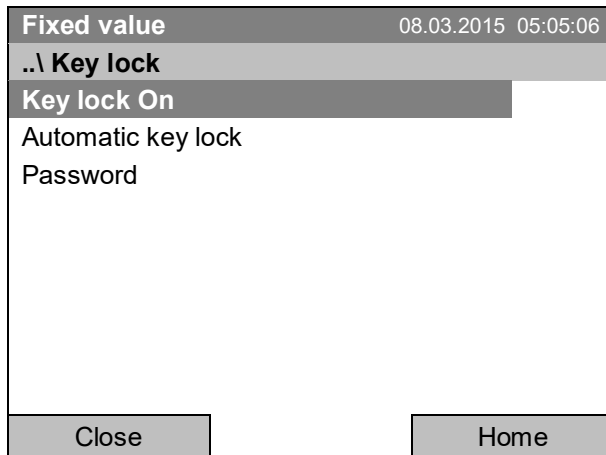 Fixed value 08.03.2015 05:05:06
..\ Key lock
Key lock On
Automatic key lock
Password
Close Home